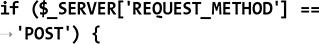 if ($_SERVER['REQUEST_METHOD'] ==
→'POST') {